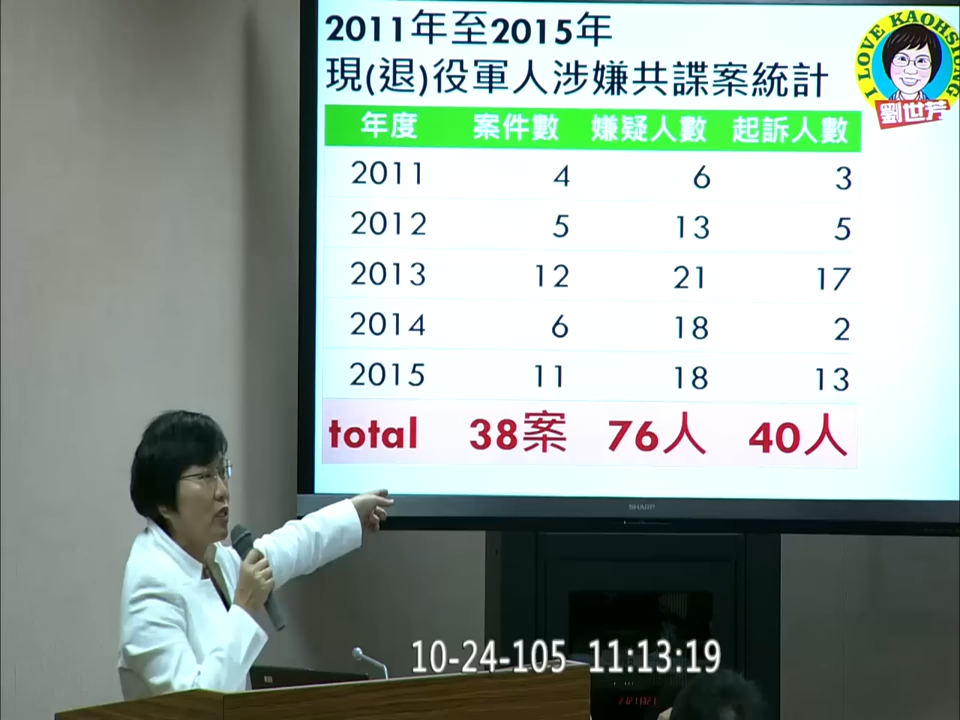 2011年至2015年
現(退)役軍人涉嫌共諜案統計
I LOVE KAOHSIUNG
劉世芳
年度 案件數 嫌疑人數 起訴人數
2011 4 6 3
2012 5 13 5
2013 12 21 17
2014 6 18 2
2015 11 18 13
total 38案 76人 40人
SHARP
10-24-105 11:13:19